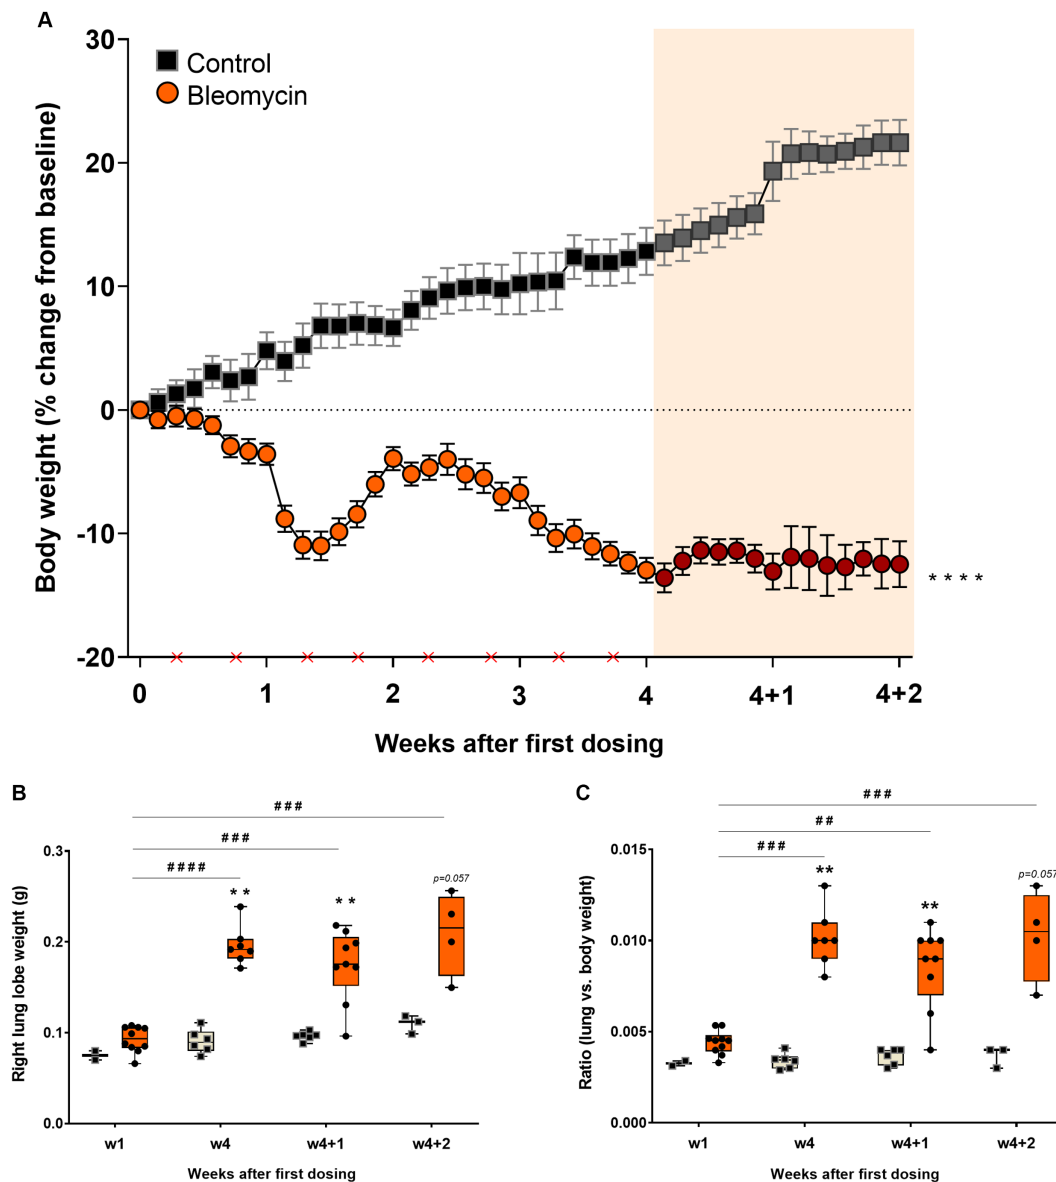 A
30
20
10
0
-10
-20
Body weight (% change from baseline)
Control
Bleomycin
* * * *
0 1 2 3 4 4+1 4+2
Weeks after first dosing
B
# # #
# # #
# # # #
* *
* *
p=0.057
0.3
0.2
0.1
0.0
Right lung lobe weight (g)
w1 w4 w4+1 w4+2
Weeks after first dosing
C
# # #
# #
# # #
**
**
p=0.057
0.015
0.010
0.005
0.000
Ratio (lung vs. body weight)
w1 w4 w4+1 w4+2
Weeks after first dosing